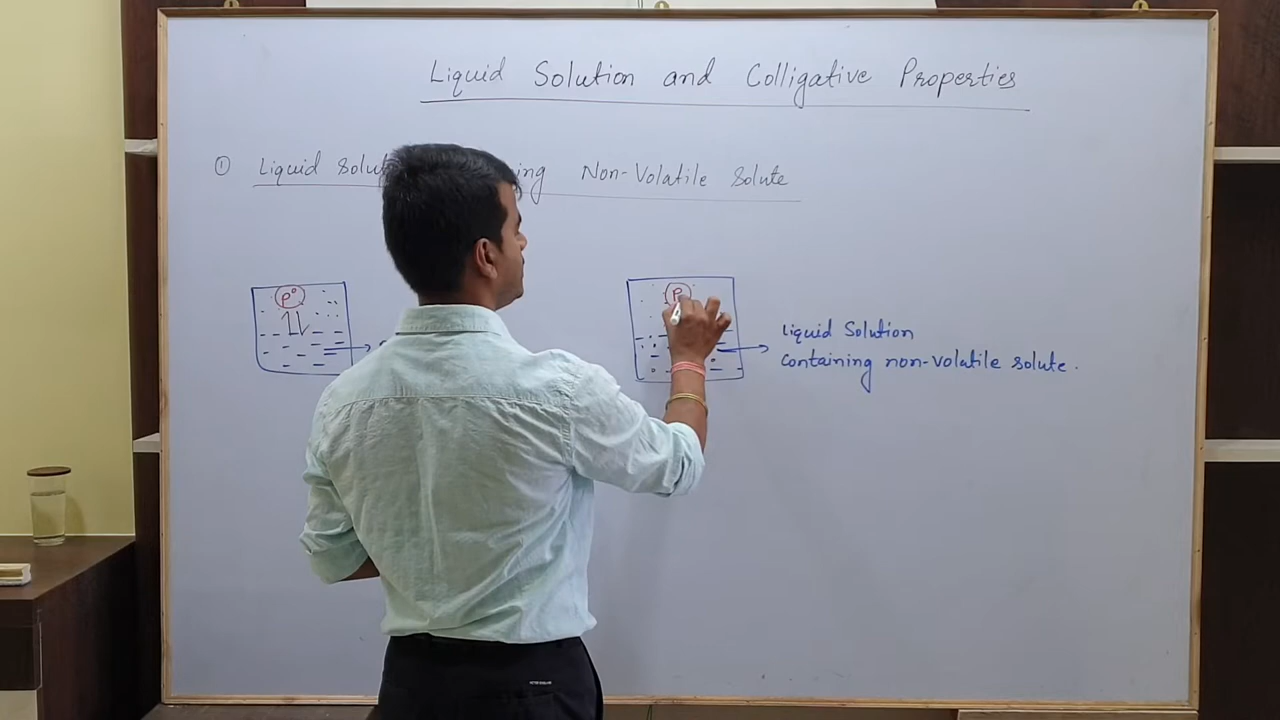 Liquid Solution and Colligative Properties
① Liquid Solut ing Non-Volatile Solute
P°
P
Liquid Solution
Containing non-volatile solute.